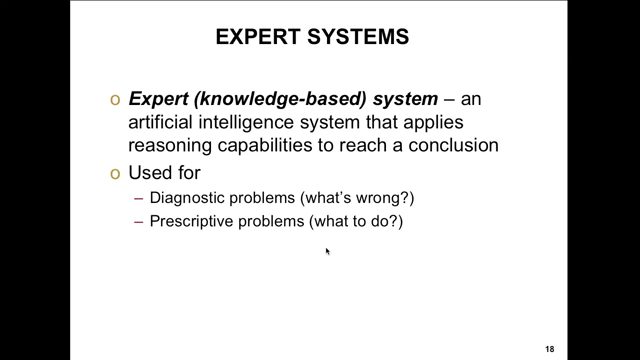 EXPERT SYSTEMS
o Expert (knowledge-based) system – an
artificial intelligence system that applies
reasoning capabilities to reach a conclusion
o Used for
– Diagnostic problems (what's wrong?)
– Prescriptive problems (what to do?)
18